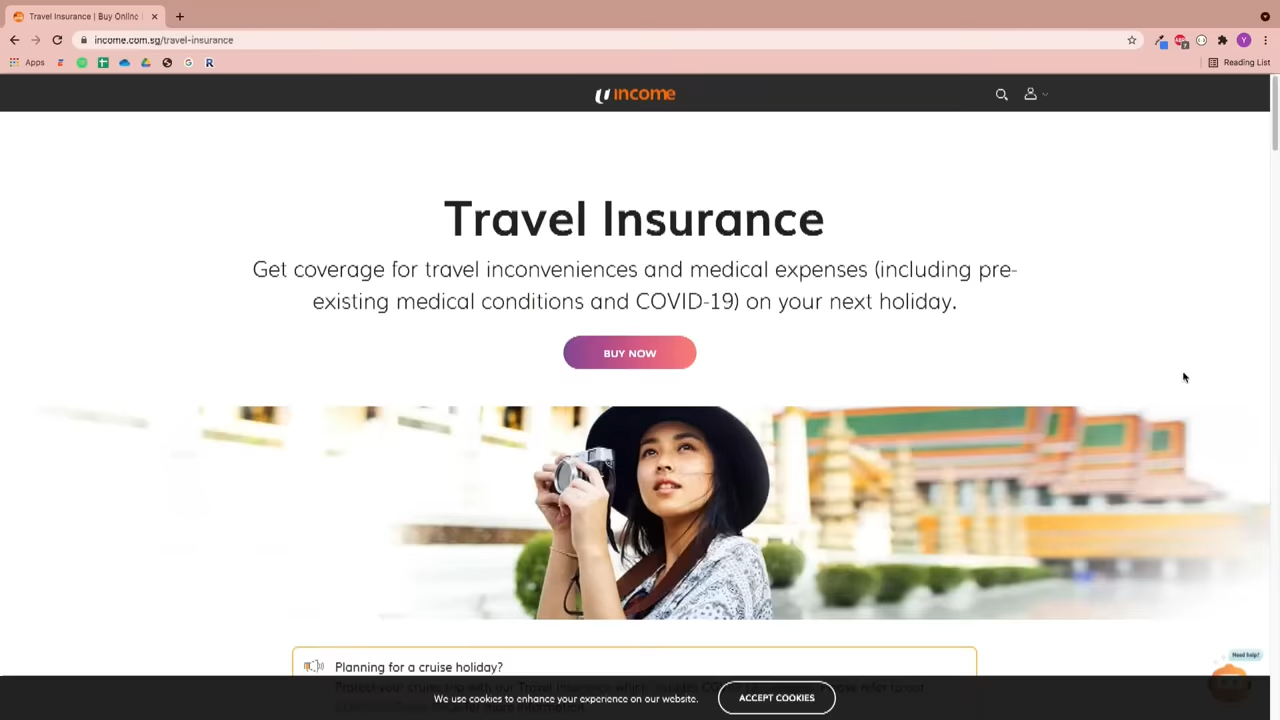 Travel Insurance | Buy Online
income.com.sg/travel-insurance
Apps
Reading List
income
Travel Insurance
Get coverage for travel inconveniences and medical expenses (including pre-
existing medical conditions and COVID-19) on your next holiday.
BUY NOW
Need help?
Planning for a cruise holiday?
We use cookies to enhance your experience on our website.
ACCEPT COOKIES